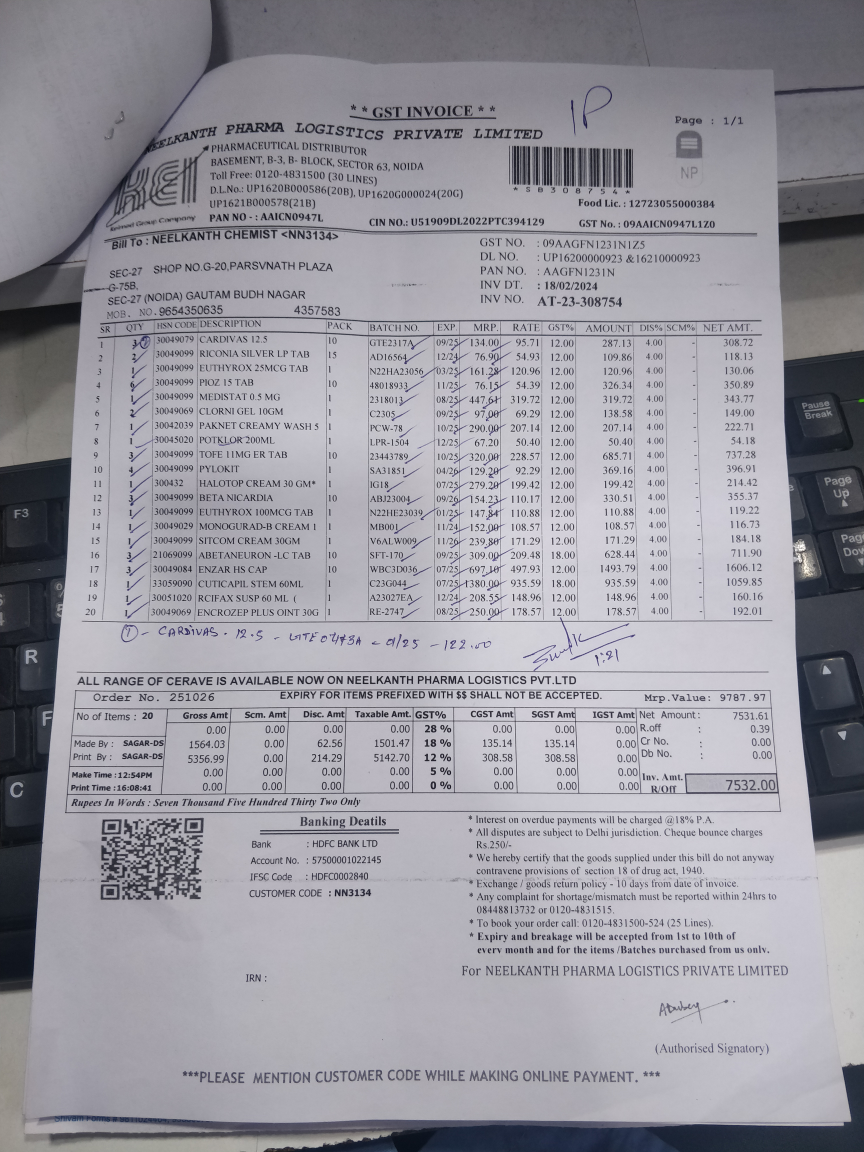 * * GST INVOICE * *
IP
Page : 1/1
NEELKANTH PHARMA LOGISTICS PRIVATE LIMITED
PHARMACEUTICAL DISTRIBUTOR
BASEMENT, B-3, B- BLOCK, SECTOR 63, NOIDA
Toll Free: 0120-4831500 (30 LINES)
D.L.No.: UP1620B000586(20B), UP1620G000024(20G)
UP1621B000578(21B)
PAN NO - : AAICN0947L
*SB308754*
NP
Food Lic. : 12723055000384
CIN NO.: U51909DL2022PTC394129
GST No. : 09AAICN0947L1Z0
Group Company
Bill To : NEELKANTH CHEMIST <NN3134>
SEC-27 SHOP NO.G-20,PARSVNATH PLAZA
G-75B,
SEC-27 (NOIDA) GAUTAM BUDH NAGAR
MOB. NO. 9654350635 4357583
GST NO. : 09AAGFN1231N1Z5
DL NO. : UP16200000923 &16210000923
PAN NO. : AAGFN1231N
INV DT. : 18/02/2024
INV NO. AT-23-308754
SR QTY HSN CODE DESCRIPTION PACK BATCH NO. EXP. MRP. RATE GST% AMOUNT DIS% SCM% NET AMT.
1 3 30049079 CARDIVAS 12.5 10 GTE2317A 09/25 134.00 95.71 12.00 287.13 4.00 - 308.72
2 2 30049099 RICONIA SILVER LP TAB 15 AD16564 12/24 76.90 54.93 12.00 109.86 4.00 - 118.13
3 1 30049099 EUTHYROX 25MCG TAB 1 N22HA23056 03/25 161.28 120.96 12.00 120.96 4.00 - 130.06
4 6 30049099 PIOZ 15 TAB 10 48018933 11/25 76.15 54.39 12.00 326.34 4.00 - 350.89
5 1 30049099 MEDISTAT 0.5 MG 1 2318013 08/25 447.61 319.72 12.00 319.72 4.00 - 343.77
6 2 30049069 CLORNI GEL 10GM 1 C2305 9/25 97.00 69.29 12.00 138.58 4.00 - 149.00
7 1 30042039 PAKNET CREAMY WASH 5 1 PCW-78 10/25 290.00 207.14 12.00 207.14 4.00 - 222.71
8 1 30045020 POTKLOR 200ML 1 LPR-1504 12/25 67.20 50.40 12.00 50.40 4.00 - 54.18
9 3 30049099 TOFE 11MG ER TAB 10 23443789 10/25 320.00 228.57 12.00 685.71 4.00 - 737.28
10 4 30049099 PYLOKIT 1 SA31851 04/26 129.20 92.29 12.00 369.16 4.00 - 396.91
11 1 300432 HALOTOP CREAM 30 GM* 1 IG18 07/25 279.20 199.42 12.00 199.42 4.00 - 214.42
12 3 30049099 BETA NICARDIA 10 ABJ23004 09/26 154.23 110.17 12.00 330.51 4.00 - 355.37
13 1 30049099 EUTHYROX 100MCG TAB 1 N22HE23039 01/25 147.84 110.88 12.00 110.88 4.00 - 119.22
14 1 30049029 MONOGURAD-B CREAM 1 1 MB001 11/24 152.00 108.57 12.00 108.57 4.00 - 116.73
15 1 30049099 SITCOM CREAM 30GM 1 V6ALW009 11/26 239.80 171.29 12.00 171.29 4.00 - 184.18
16 3 21069099 ABETANEURON -LC TAB 10 SFT-170 09/25 309.00 209.48 18.00 628.44 4.00 - 711.90
17 3 30049084 ENZAR HS CAP 10 WBC3D036 07/25 697.10 497.93 12.00 1493.79 4.00 - 1606.12
18 1 33059090 CUTICAPIL STEM 60ML 1 C23G044 07/25 1380.00 935.59 18.00 935.59 4.00 - 1059.85
19 1 30051020 RCIFAX SUSP 60 ML ( 1 A23027EA 12/24 208.55 148.96 12.00 148.96 4.00 - 160.16
20 1 30049069 ENCROZEP PLUS OINT 30G 1 RE-2747 08/25 250.00 178.57 12.00 178.57 4.00 - 192.01
① - CARDIVAS - 12.5 - - 01/25 - 122.00
1:21
ALL RANGE OF CERAVE IS AVAILABLE NOW ON NEELKANTH PHARMA LOGISTICS PVT.LTD
Order No. 251026 EXPIRY FOR ITEMS PREFIXED WITH $$ SHALL NOT BE ACCEPTED. Mrp.Value: 9787.97
No of Items : 20 Gross Amt Scm. Amt Disc. Amt Taxable Amt. GST% CGST Amt SGST Amt IGST Amt Net Amount : 7531.61
0.00 0.00 0.00 0.00 28 % 0.00 0.00 0.00 R.off : 0.39
Made By : SAGAR-DS 1564.03 0.00 62.56 1501.47 18 % 135.14 135.14 0.00 Cr No. : 0.00
Print By : SAGAR-DS 5356.99 0.00 214.29 5142.70 12 % 308.58 308.58 0.00 Db No. : 0.00
Make Time :12:54PM 0.00 0.00 0.00 0.00 5 % 0.00 0.00 0.00
Print Time :16:08:41 0.00 0.00 0.00 0.00 0 % 0.00 0.00 0.00 Inv. Amt. R/Off 7532.00
Rupees In Words : Seven Thousand Five Hundred Thirty Two Only
Banking Deatils
Bank : HDFC BANK LTD
Account No. : 57500001022145
IFSC Code : HDFC0002840
CUSTOMER CODE : NN3134
* Interest on overdue payments will be charged @18% P.A.
* All disputes are subject to Delhi jurisdiction. Cheque bounce charges
Rs.250/-
* We hereby certify that the goods supplied under this bill do not anyway
contravene provisions of section 18 of drug act, 1940.
* Exchange / goods return policy - 10 days from date of invoice.
* Any complaint for shortage/mismatch must be reported within 24hrs to
08448813732 or 0120-4831515.
* To book your order call: 0120-4831500-524 (25 Lines).
* Expiry and breakage will be accepted from 1st to 10th of
every month and for the items /Batches purchased from us only.
IRN :
For NEELKANTH PHARMA LOGISTICS PRIVATE LIMITED
(Authorised Signatory)
***PLEASE MENTION CUSTOMER CODE WHILE MAKING ONLINE PAYMENT. ***
F3
R
F
C
Pause
Break
Page
Up
Page